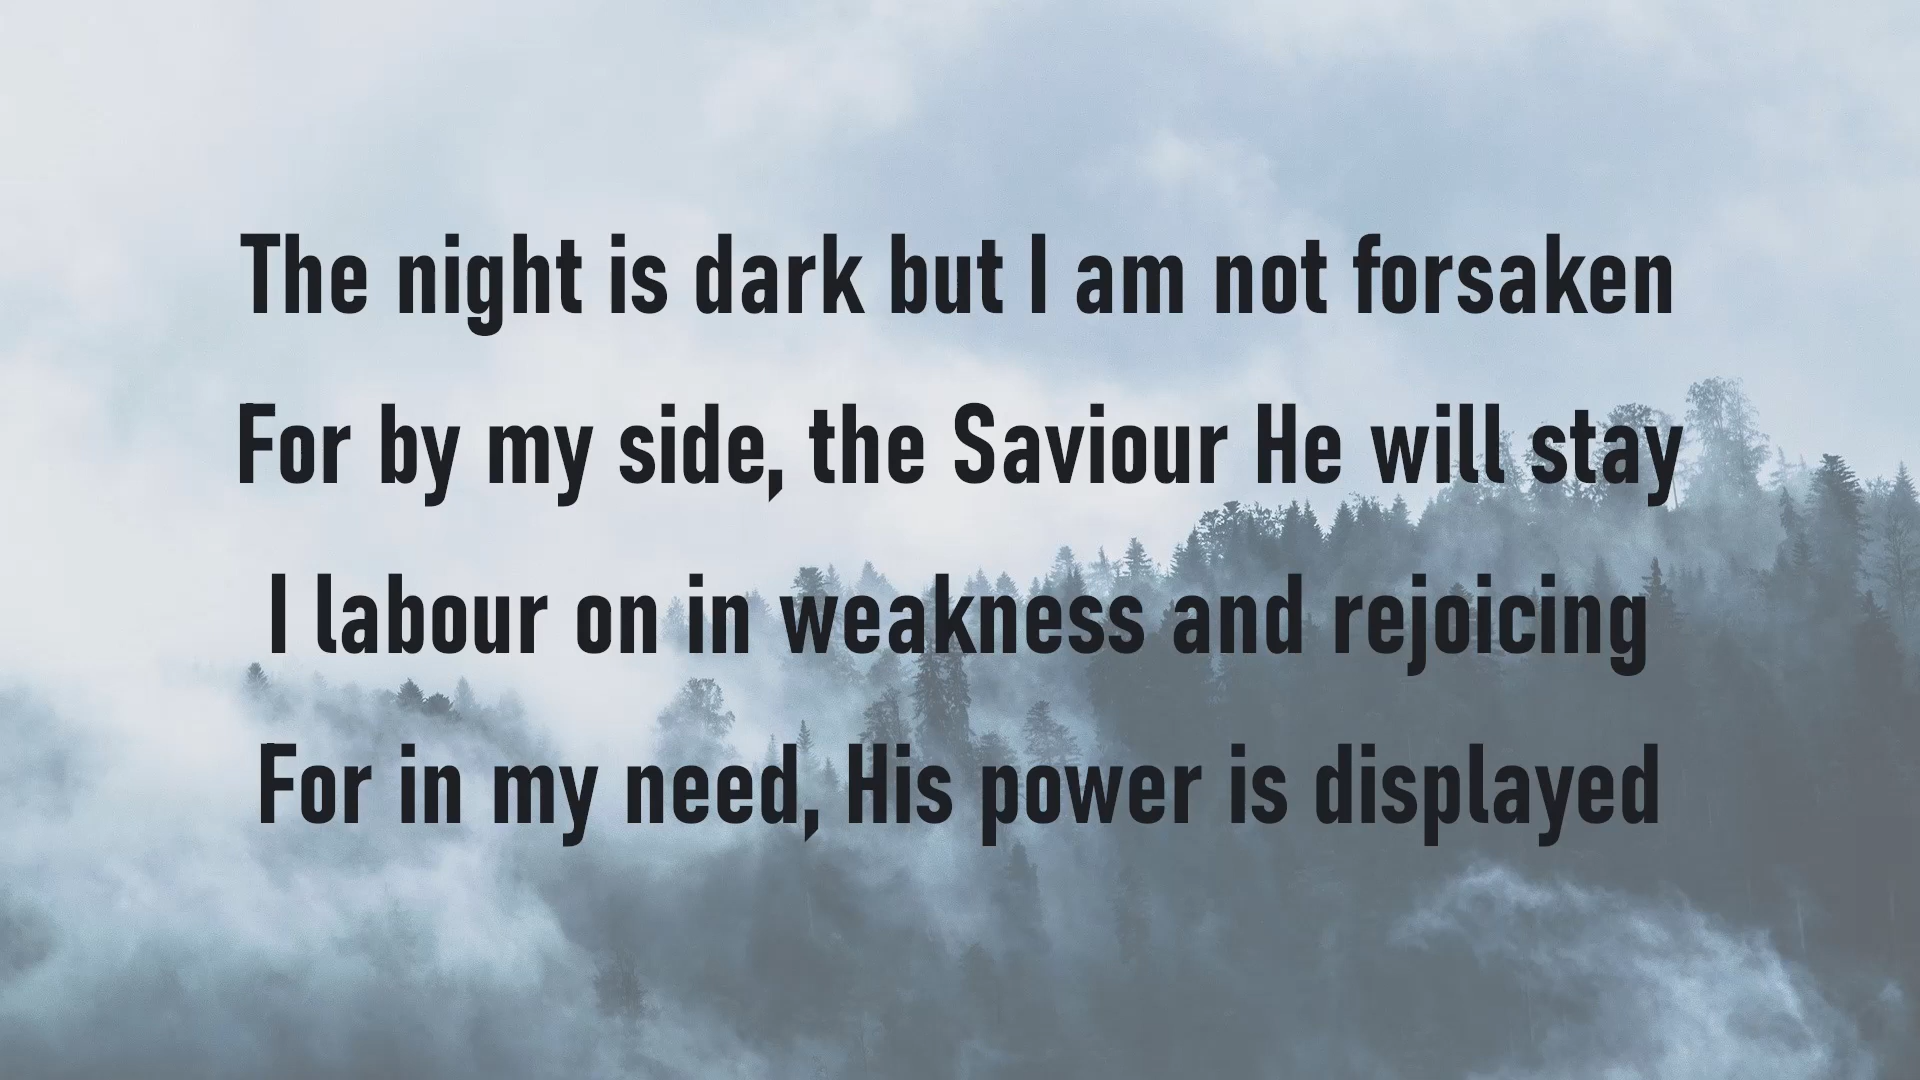 The night is dark but I am not forsaken
For by my side, the Saviour He will stay
I labour on in weakness and rejoicing
For in my need, His power is displayed